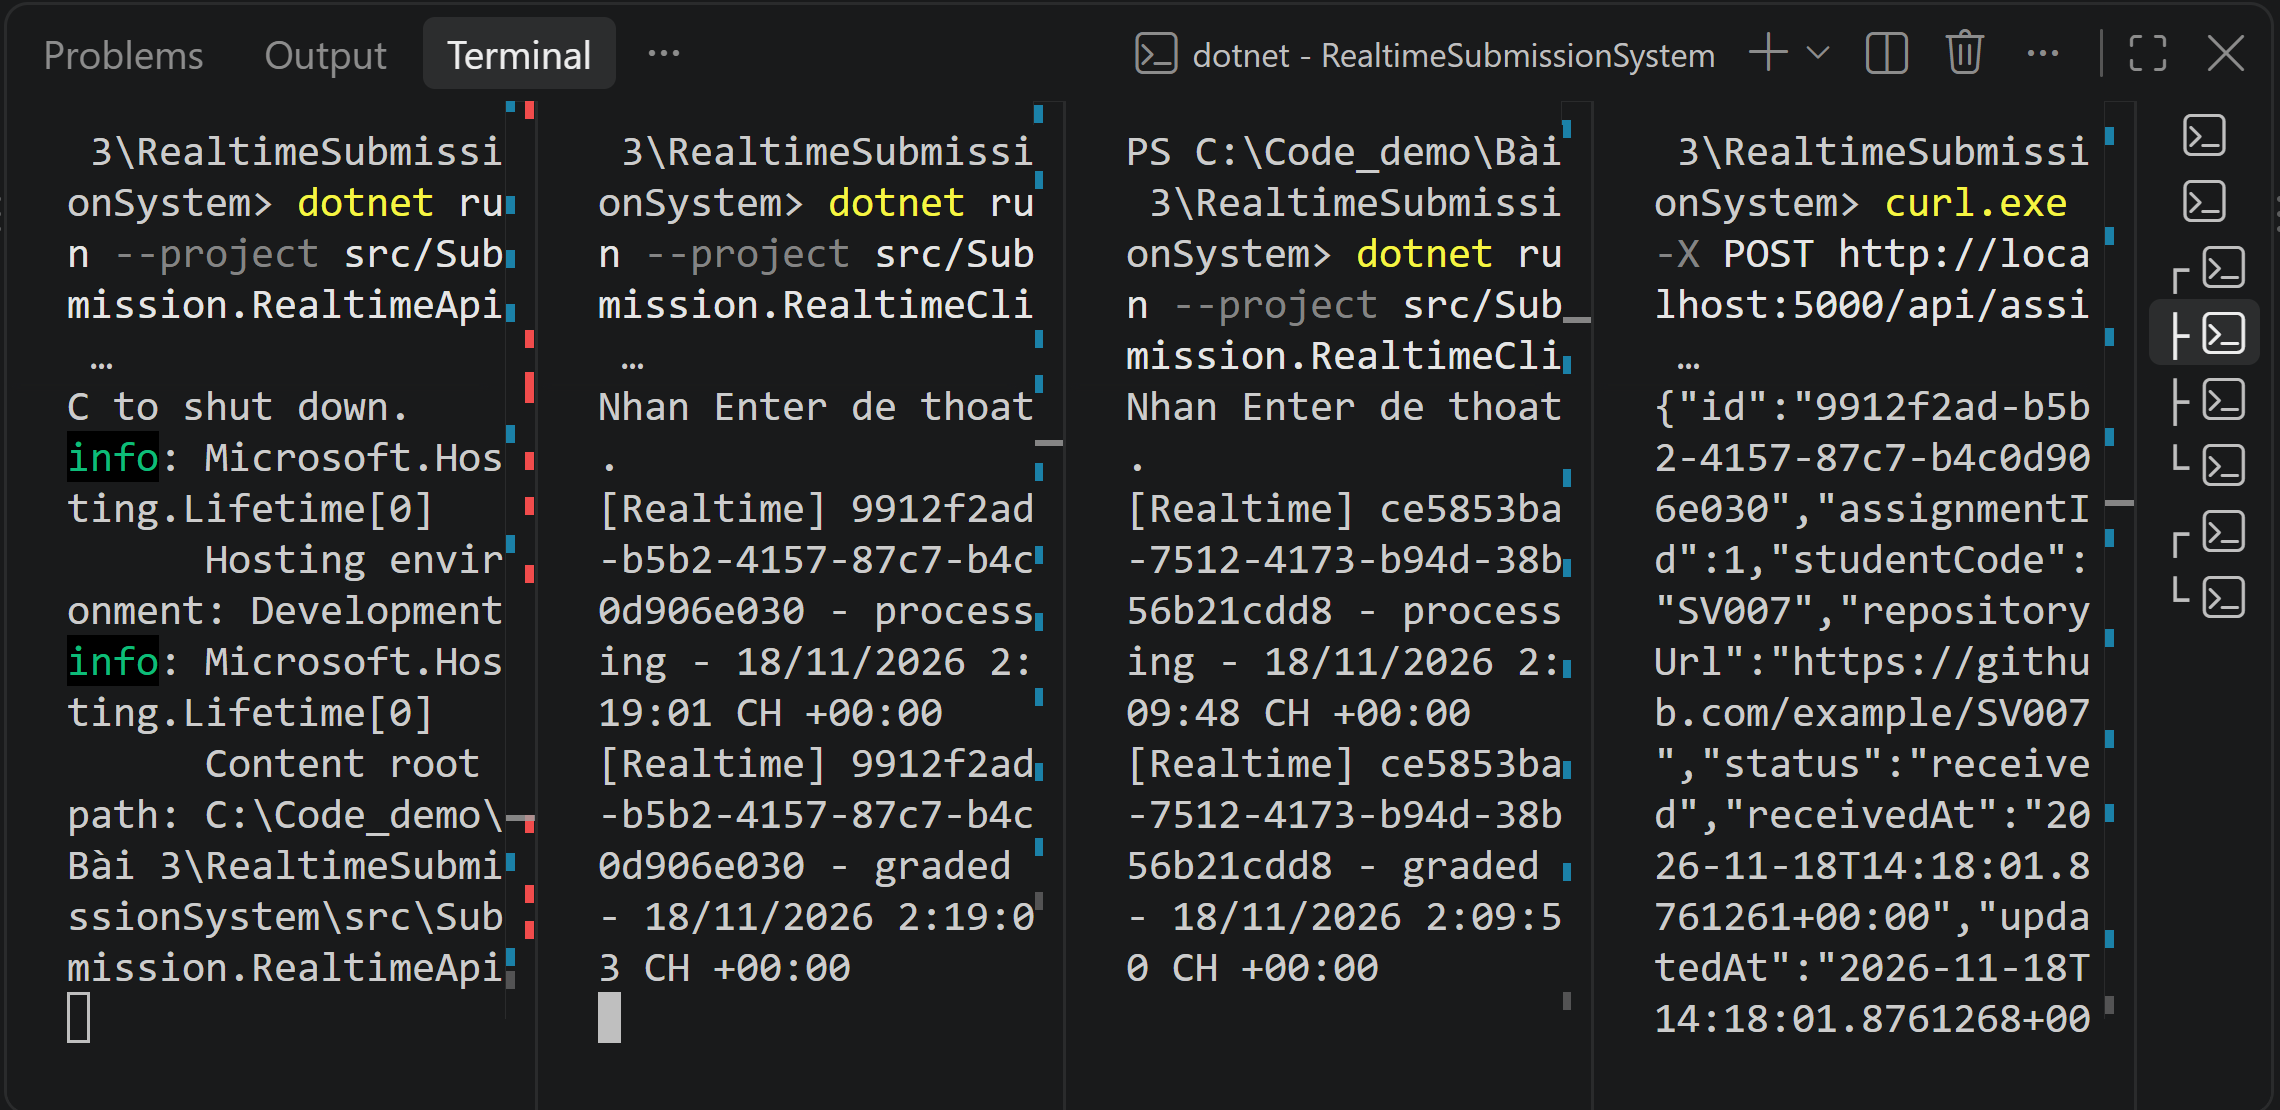 Problems
Output
Terminal
...
dotnet - RealtimeSubmissionSystem
...
3\RealtimeSubmissi
onSystem> dotnet ru
n --project src/Sub
mission.RealtimeApi
…
C to shut down.
info: Microsoft.Hos
ting.Lifetime[0]
Hosting envir
onment: Development
info: Microsoft.Hos
ting.Lifetime[0]
Content root
path: C:\Code_demo\
Bài 3\RealtimeSubmi
ssionSystem\src\Sub
mission.RealtimeApi
3\RealtimeSubmissi
onSystem> dotnet ru
n --project src/Sub
mission.RealtimeCli
…
Nhan Enter de thoat
.
[Realtime] 9912f2ad
-b5b2-4157-87c7-b4c
0d906e030 - process
ing - 18/11/2026 2:
19:01 CH +00:00
[Realtime] 9912f2ad
-b5b2-4157-87c7-b4c
0d906e030 - graded
- 18/11/2026 2:19:0
3 CH +00:00
PS C:\Code_demo\Bài
3\RealtimeSubmissi
onSystem> dotnet ru
n --project src/Sub
mission.RealtimeCli
Nhan Enter de thoat
.
[Realtime] ce5853ba
-7512-4173-b94d-38b
56b21cdd8 - process
ing - 18/11/2026 2:
09:48 CH +00:00
[Realtime] ce5853ba
-7512-4173-b94d-38b
56b21cdd8 - graded
- 18/11/2026 2:09:5
0 CH +00:00
3\RealtimeSubmissi
onSystem> curl.exe
-X POST http://loca
lhost:5000/api/assi
…
{"id":"9912f2ad-b5b
2-4157-87c7-b4c0d90
6e030","assignmentI
d":1,"studentCode":
"SV007","repository
Url":"https://githu
b.com/example/SV007
","status":"receive
d","receivedAt":"20
26-11-18T14:18:01.8
761261+00:00","upda
tedAt":"2026-11-18T
14:18:01.8761268+00